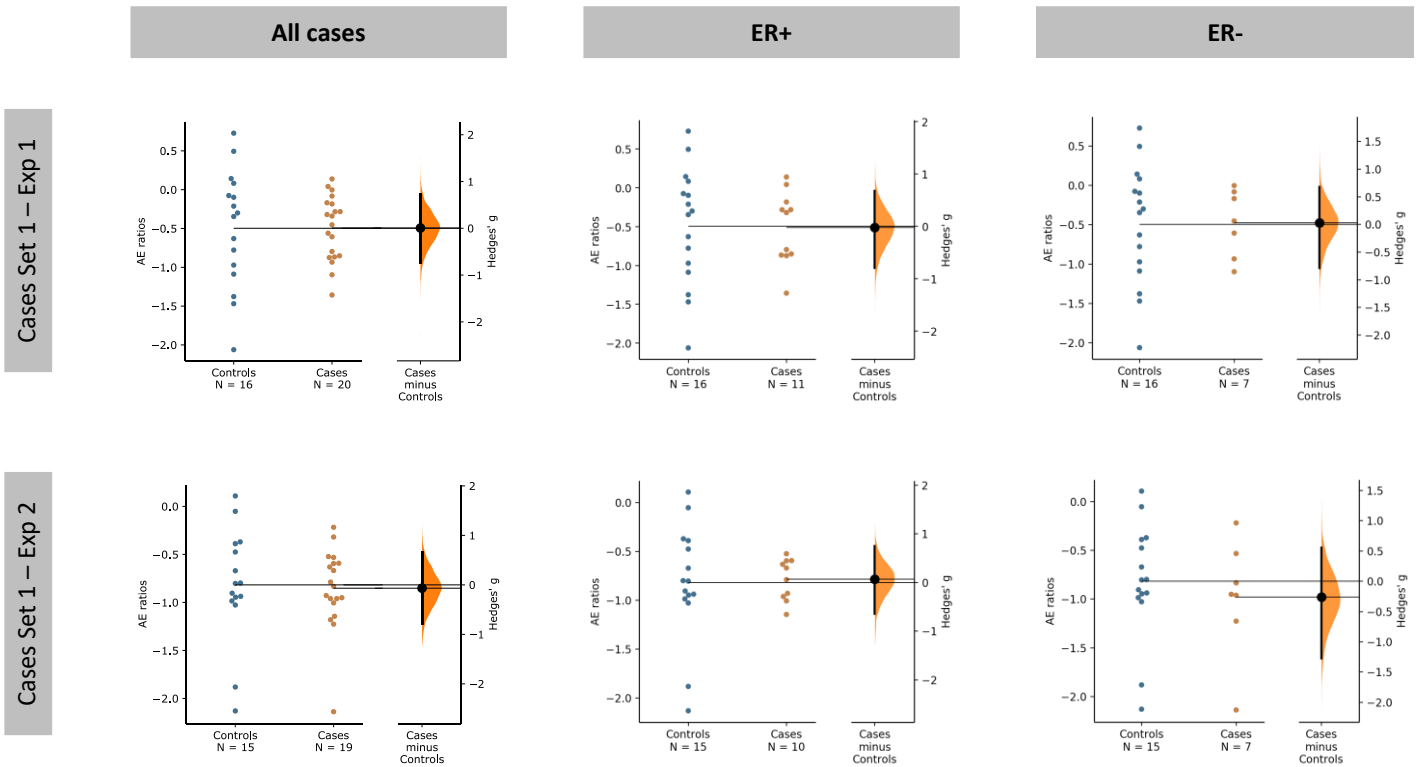 All cases
ER+
ER-
Cases Set 1 – Exp 1
AE ratios
0.5
0.0
−0.5
−1.0
−1.5
−2.0
Controls
N = 16
Cases
N = 20
Cases
minus
Controls
2
1
0
−1
−2
Hedges' g
AE ratios
0.5
0.0
−0.5
−1.0
−1.5
−2.0
Controls
N = 16
Cases
N = 11
Cases
minus
Controls
2
1
0
−1
−2
Hedges' g
AE ratios
0.5
0.0
−0.5
−1.0
−1.5
−2.0
Controls
N = 16
Cases
N = 7
Cases
minus
Controls
1.5
1.0
0.5
0.0
−0.5
−1.0
−1.5
−2.0
Hedges' g
Cases Set 1 – Exp 2
AE ratios
0.0
−0.5
−1.0
−1.5
−2.0
Controls
N = 15
Cases
N = 19
Cases
minus
Controls
2
1
0
−1
−2
Hedges' g
AE ratios
0.0
−0.5
−1.0
−1.5
−2.0
Controls
N = 15
Cases
N = 10
Cases
minus
Controls
2
1
0
−1
−2
Hedges' g
AE ratios
0.0
−0.5
−1.0
−1.5
−2.0
Controls
N = 15
Cases
N = 7
Cases
minus
Controls
1.5
1.0
0.5
0.0
−0.5
−1.0
−1.5
−2.0
Hedges' g